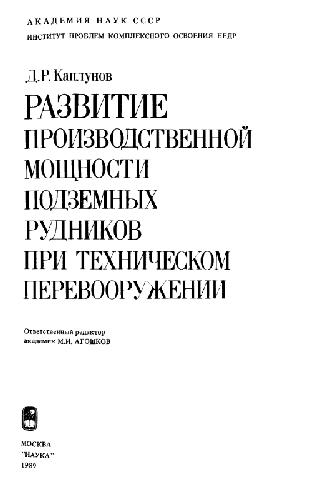 АКАДЕМИЯ НАУК СССР
ИНСТИТУТ ПРОБЛЕМ КОМПЛЕКСНОГО ОСВОЕНИЯ НЕДР
Д.Р. Каплунов
РАЗВИТИЕ
ПРОИЗВОДСТВЕННОЙ
МОЩНОСТИ
ПОДЗЕМНЫХ
РУДНИКОВ
ПРИ ТЕХНИЧЕСКОМ
ПЕРЕВООРУЖЕНИИ
Ответственный редактор
академик М.И. АГОШКОВ
МОСКВА
"НАУКА"
1989